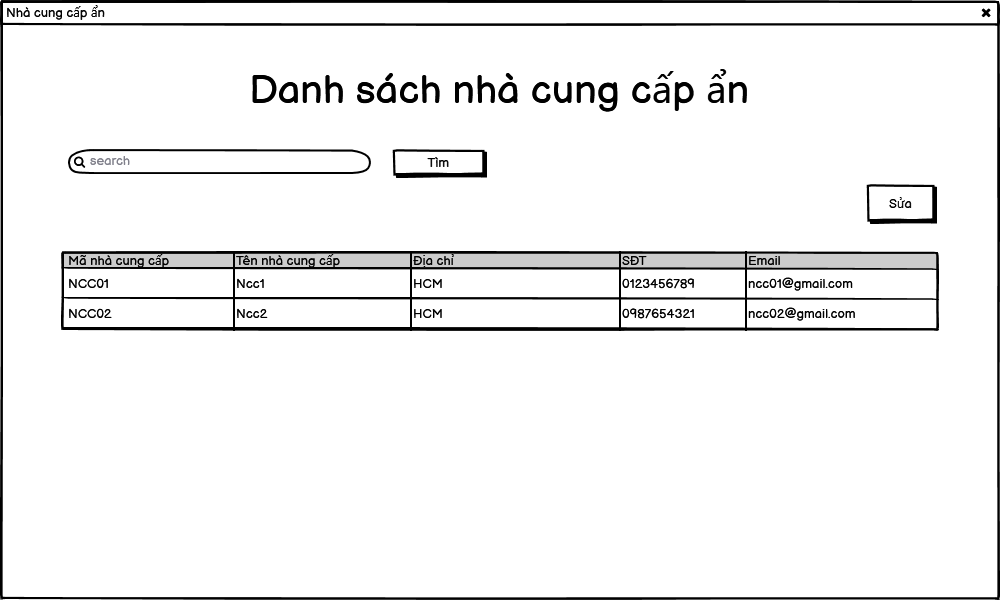 Nhà cung cấp ẩn
Danh sách nhà cung cấp ẩn
search Tìm
Sửa
Mã nhà cung cấp Tên nhà cung cấp Địa chỉ SĐT Email
NCC01 Ncc1 HCM 0123456789 ncc01@gmail.com
NCC02 Ncc2 HCM 0987654321 ncc02@gmail.com